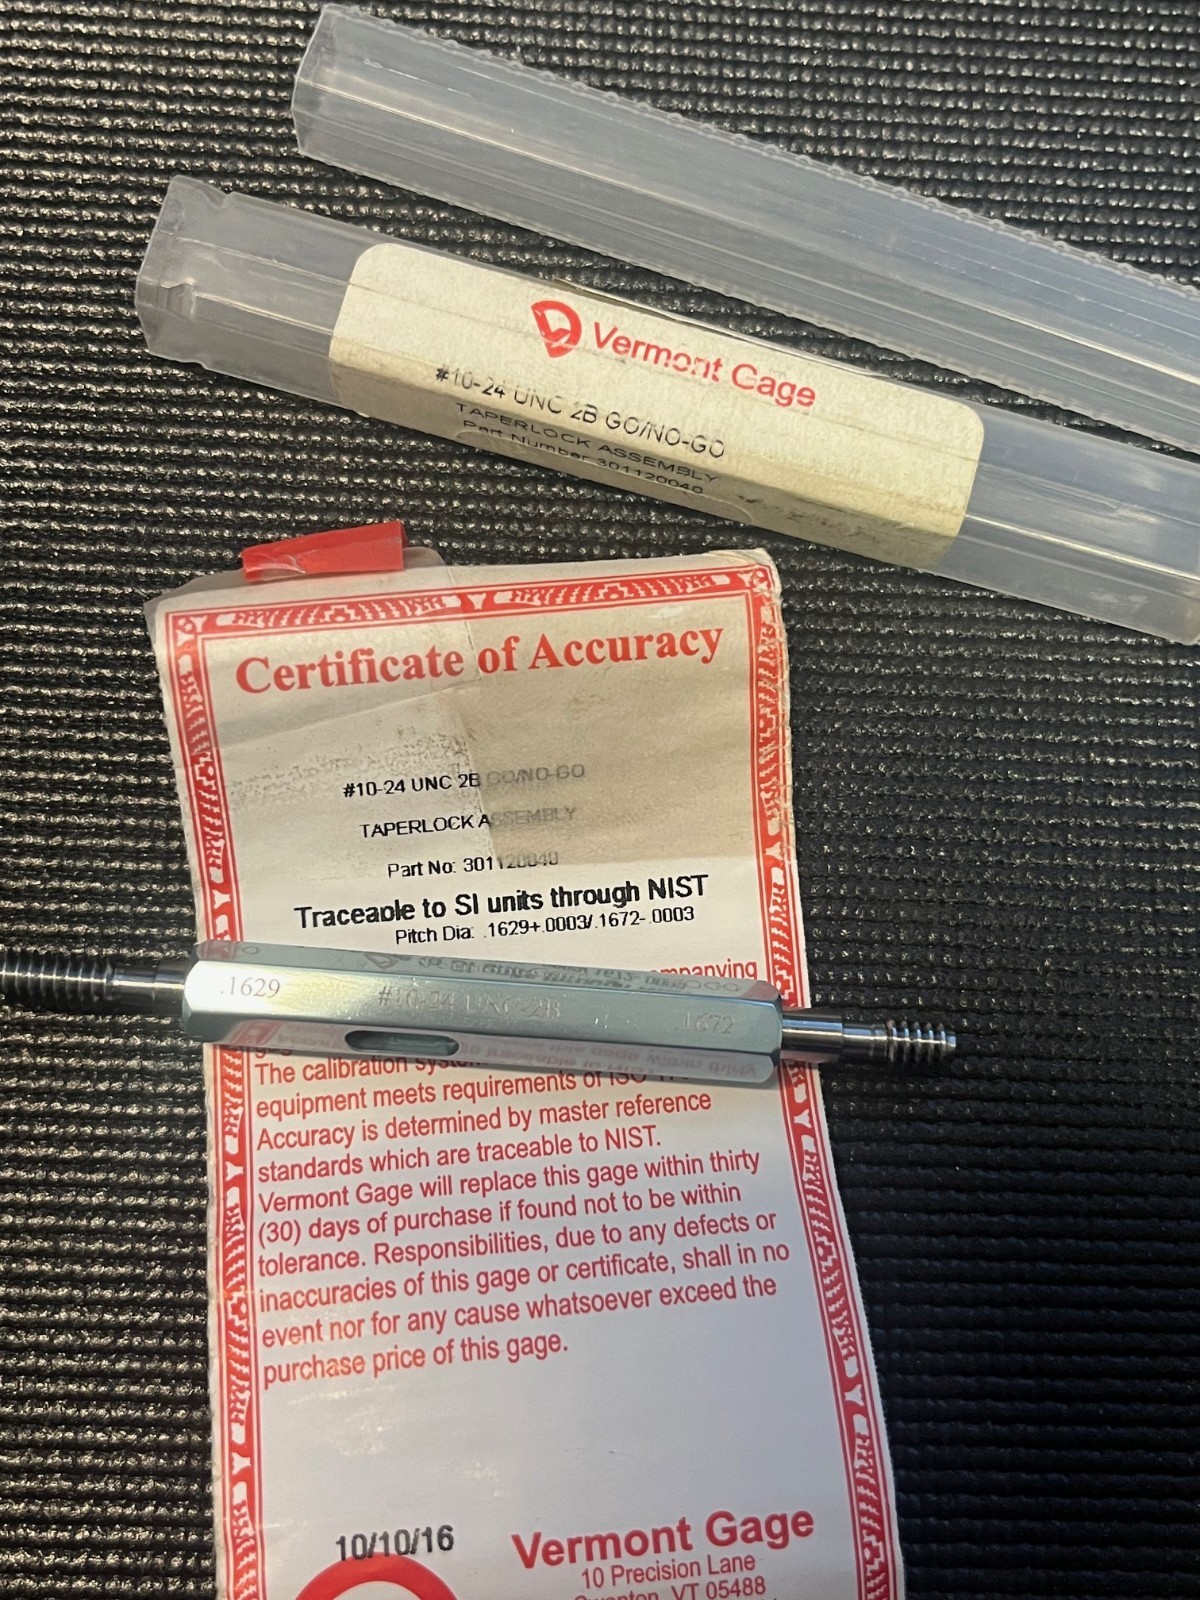 Vermont Gage
#10-24 UNC 2B GO/NO-GO
TAPERLOCK ASSEMBLY
Part Number 301120040
Certificate of Accuracy
#10-24 UNC 2B GO/NO-GO
TAPERLOCK ASSEMBLY
Part No: 301120040
Traceable to SI units through NIST
Pitch Dia: .1629+.0003/.1672-.0003
.1629 #10-24 UNC 2B .1672
The calibration
equipment meets requirements of ISO
Accuracy is determined by master reference
standards which are traceable to NIST.
Vermont Gage will replace this gage within thirty
(30) days of purchase if found not to be within
tolerance. Responsibilities, due to any defects or
inaccuracies of this gage or certificate, shall in no
event nor for any cause whatsoever exceed the
purchase price of this gage.
10/10/16
Vermont Gage
10 Precision Lane
VT 05488